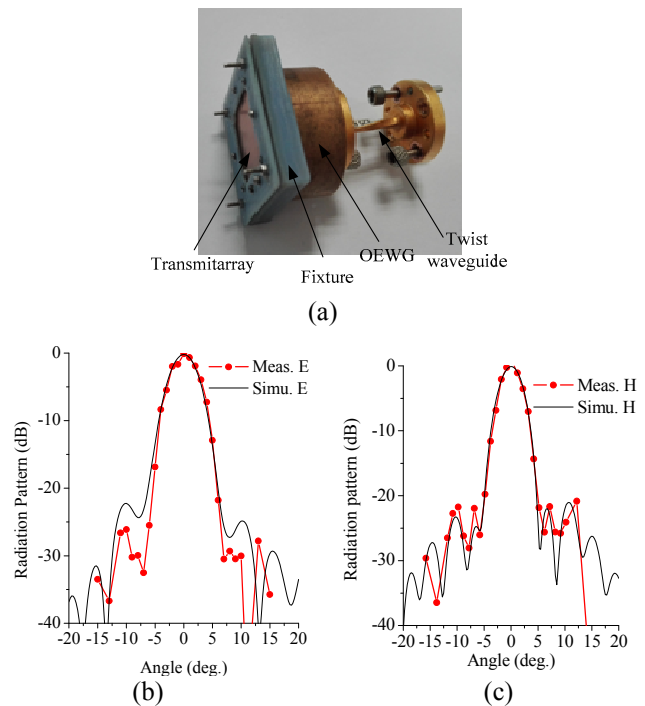 Transmitarray
Fixture
OEWG
Twist
waveguide
(a)
Radiation Pattern (dB)
0
-10
-20
-30
-40
Meas. E
Simu. E
-20 -15 -10 -5 0 5 10 15 20
Angle (deg.)
(b)
Radiation pattern (dB)
0
-10
-20
-30
-40
Meas. H
Simu. H
-20 -15 -10 -5 0 5 10 15 20
Angle (deg.)
(c)